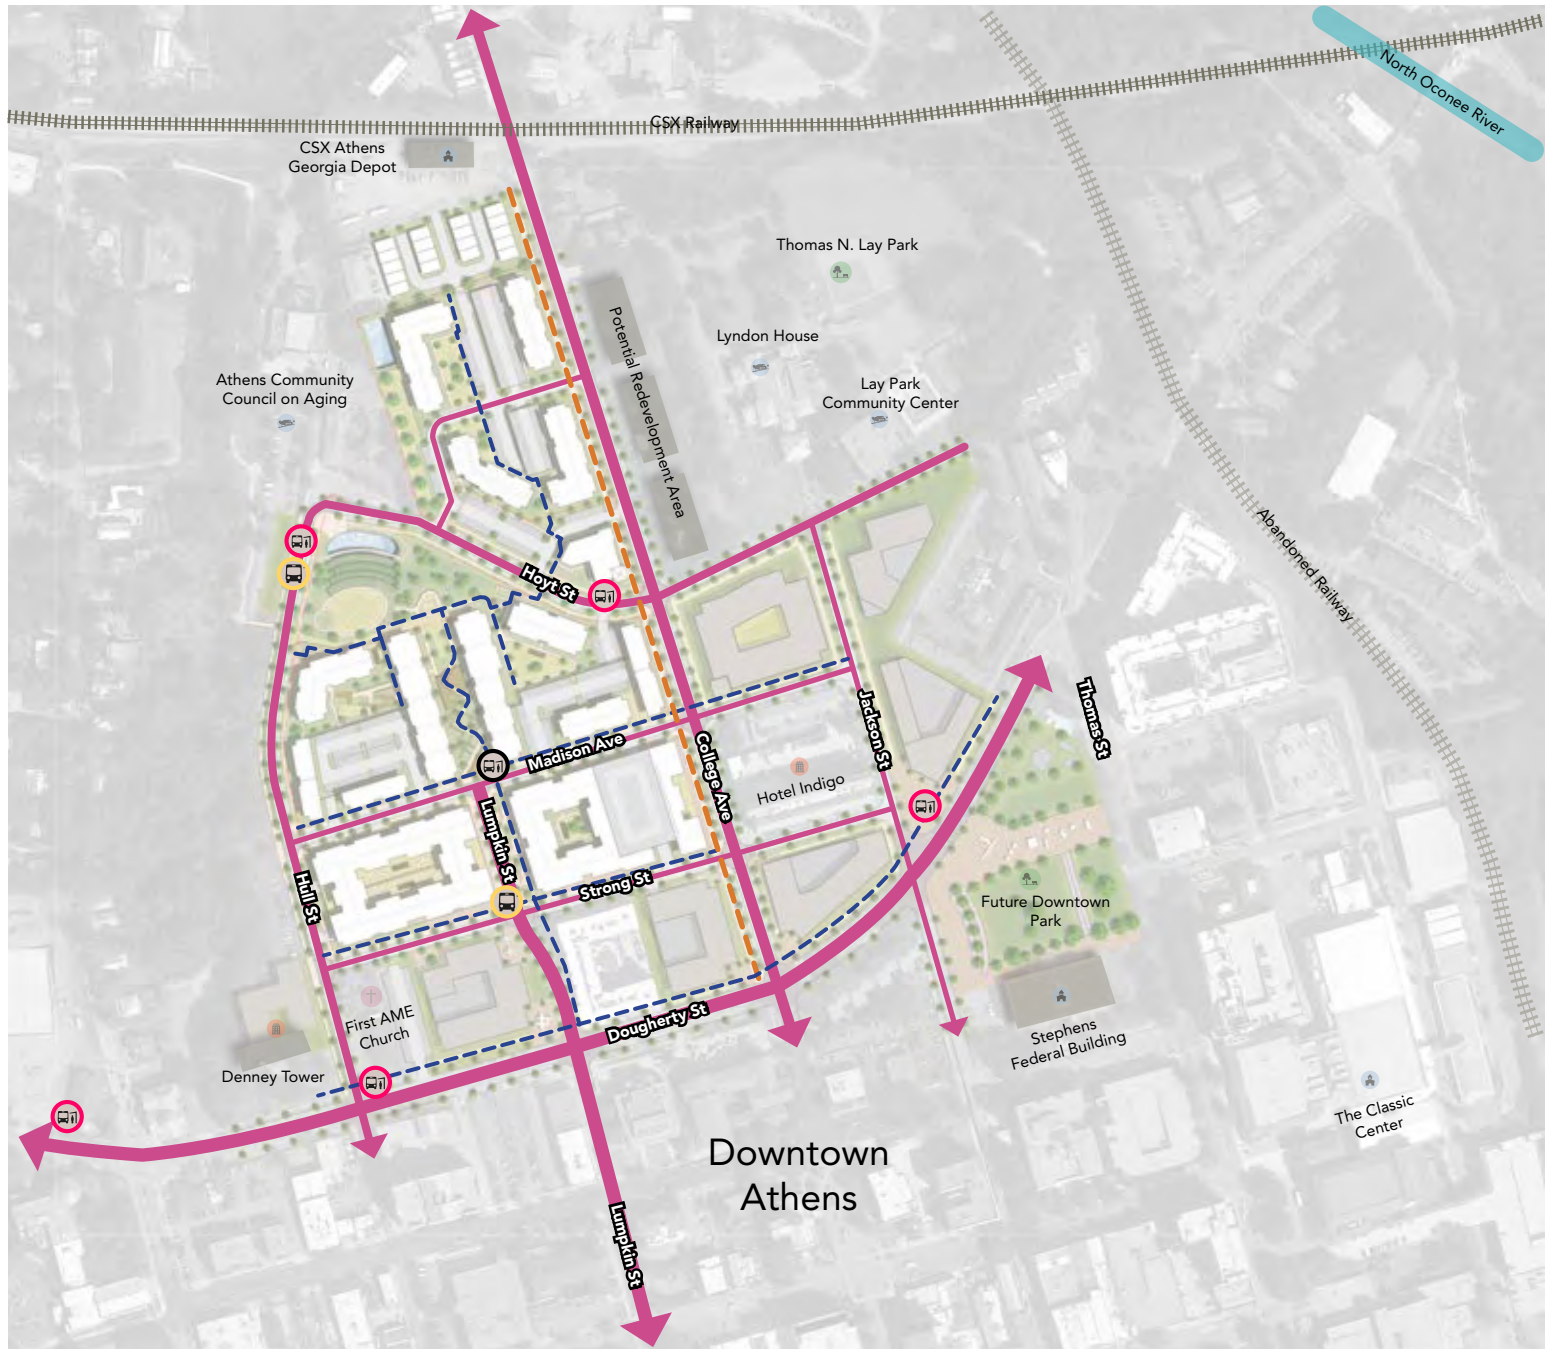 North Oconee River
CSX Railway
CSX Athens
Georgia Depot
Thomas N. Lay Park
Potential Redevelopment Area
Lyndon House
Athens Community
Council on Aging
Lay Park
Community Center
Abandoned Railway
Hoyt St
Thomas St
Jackson St
Madison Ave
College Ave
Hotel Indigo
Lumpkin St
Hull St
Strong St
Future Downtown
Park
First AME
Church
Dougherty St
Stephens
Federal Building
Denney Tower
The Classic
Center
Downtown
Athens
Lumpkin St